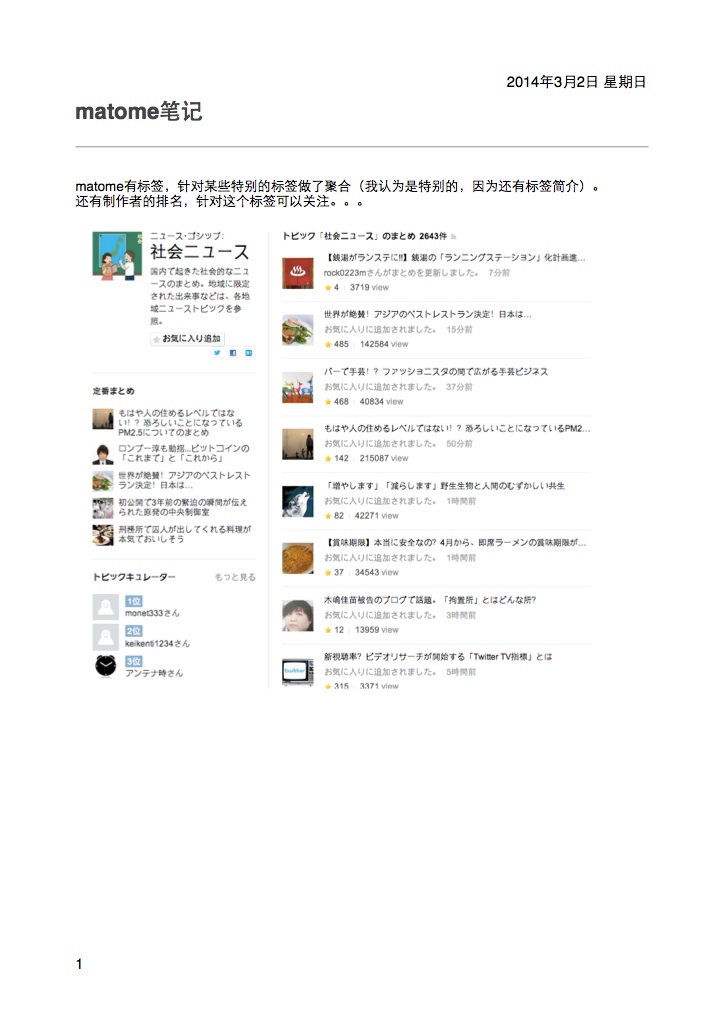 2014年3月2日 星期日
matome笔记
matome有标签，针对某些特别的标签做了聚合（我认为是特别的，因为还有标签简介）。
还有制作者的排名，针对这个标签可以关注。。。
ニュース・ゴシップ:
社会ニュース
国内で起きた社会的なニュ
ースのまとめ。地域に限定
された出来事などは、各地
域ニューストピックを参
照。
お気に入り追加
定番まとめ
もはや人の住めるレベルではな
い！？ 恐ろしいことになっている
PM2.5についてのまとめ
ロンブー淳も動揺...ビットコインの
「これまで」と「これから」
世界が絶賛！アジアのベストレスト
ラン決定！日本は…
初公開で3年前の緊迫の瞬間が伝え
られた原発の中央制御室
刑務所で囚人が出してくれる料理が
本気でおいしそう
トピックキュレーター もっと見る
1位
monet333さん
2位
keikenti1234さん
3位
アンテナ時さん
トピック「社会ニュース」のまとめ 2643件
【銭湯がランステに!!】銭湯の「ランニングステーション」化計画進…
rock0223mさんがまとめを更新しました。 7分前
4 3719 view
世界が絶賛！アジアのベストレストラン決定！日本は…
お気に入りに追加されました。 15分前
485 142584 view
バーで手芸！？ファッショニスタの間で広がる手芸ビジネス
お気に入りに追加されました。 37分前
468 40834 view
もはや人の住めるレベルではない！？恐ろしいことになっているPM2…
お気に入りに追加されました。 50分前
142 215087 view
「増やします」「減らします」野生生物と人間のむずかしい共生
お気に入りに追加されました。 1時間前
82 42271 view
【賞味期限】本当に安全なの？4月から、即席ラーメンの賞味期限が…
お気に入りに追加されました。 1時間前
37 34543 view
木嶋佳苗被告のブログで話題。「拘置所」とはどんな所?
お気に入りに追加されました。 3時間前
12 13959 view
新視聴率？ビデオリサーチが開始する「Twitter TV指標」とは
お気に入りに追加されました。 5時間前
315 3371 view
twitter
1